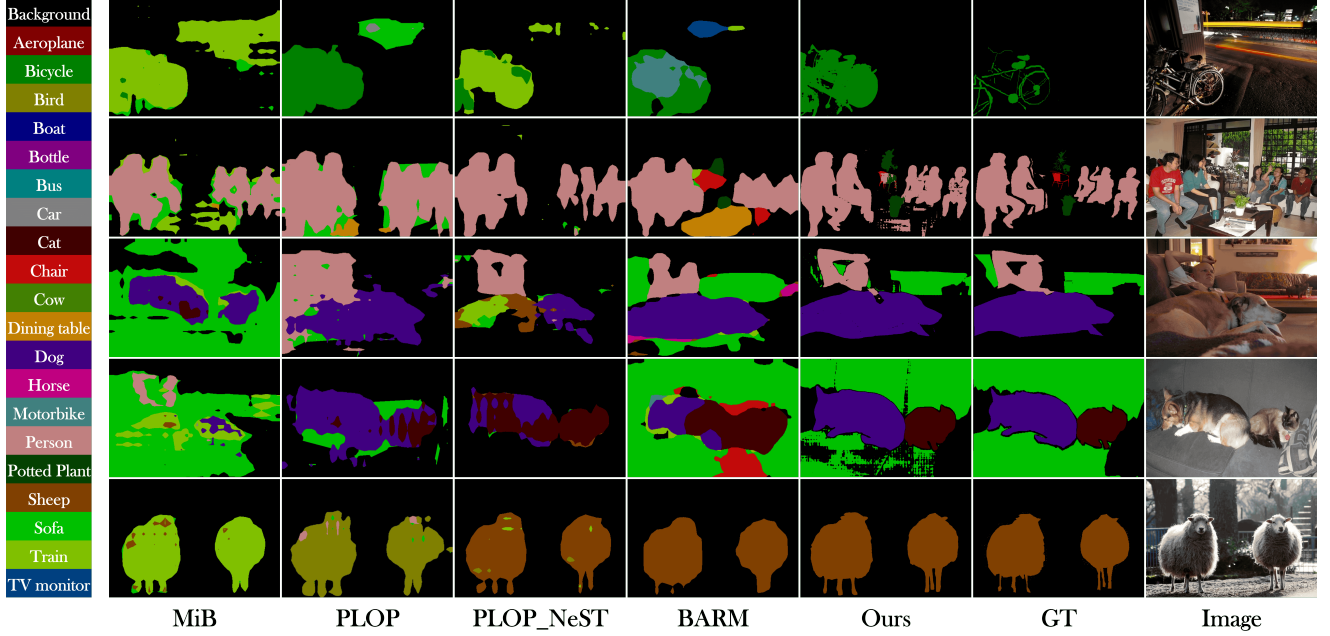 Background
Aeroplane
Bicycle
Bird
Boat
Bottle
Bus
Car
Cat
Chair
Cow
Dining table
Dog
Horse
Motorbike
Person
Potted Plant
Sheep
Sofa
Train
TV monitor
MiB PLOP PLOP_NeST BARM Ours GT Image